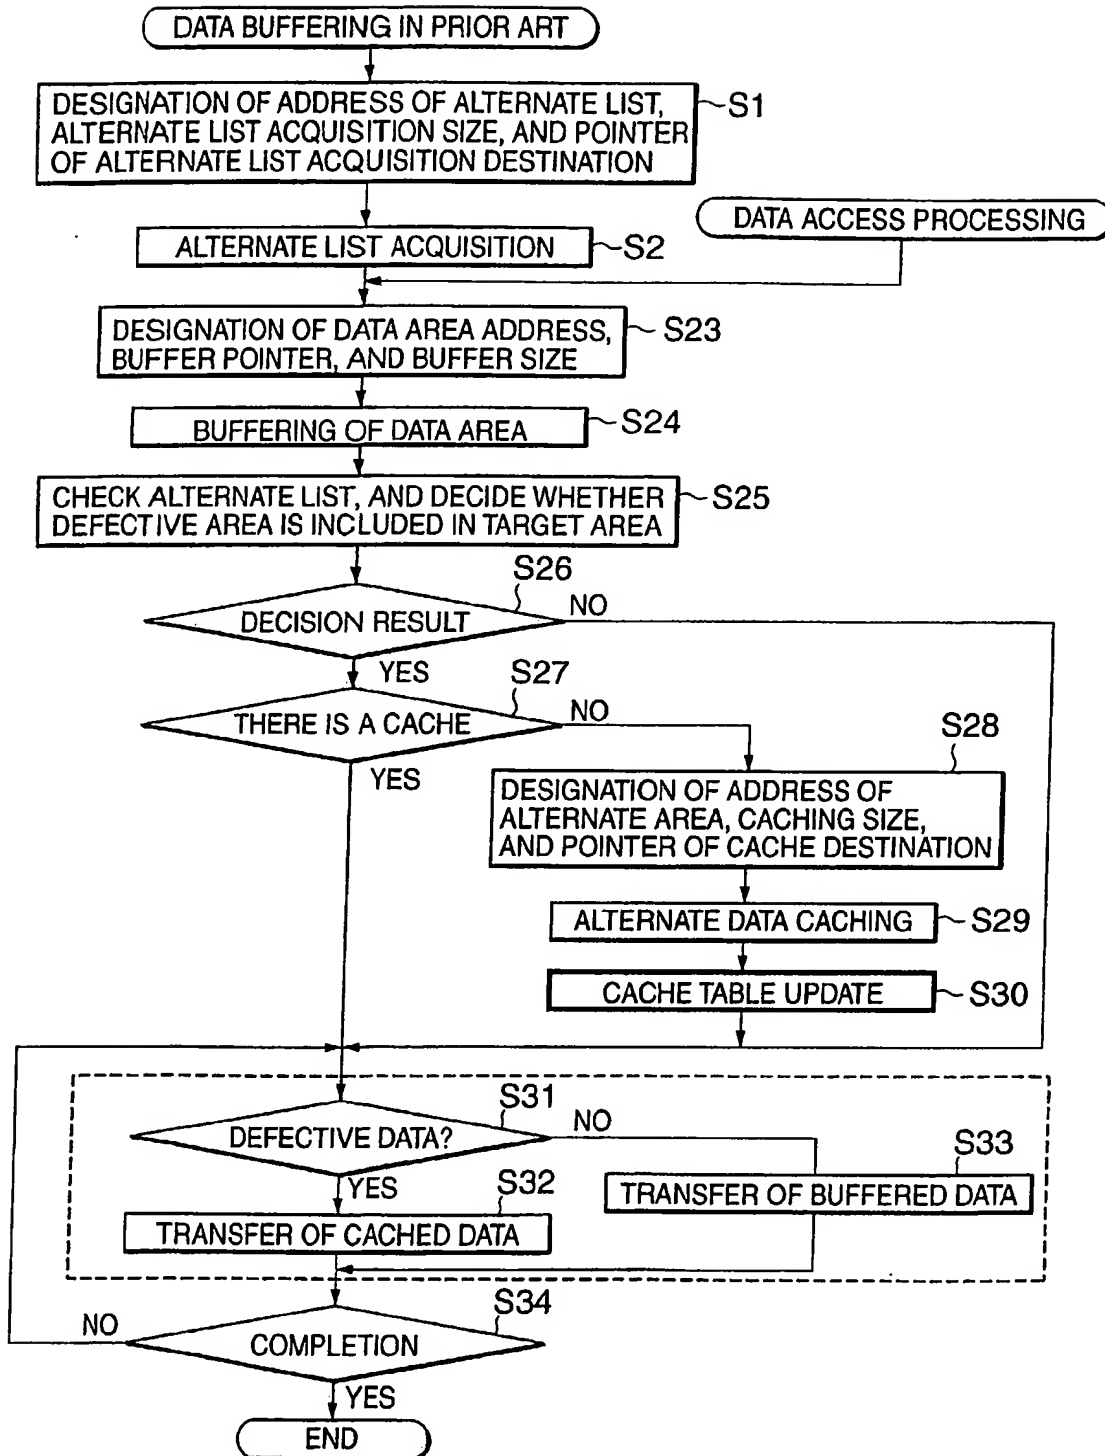 DATA BUFFERING IN PRIOR ART
DESIGNATION OF ADDRESS OF ALTERNATE LIST,
ALTERNATE LIST ACQUISITION SIZE, AND POINTER
OF ALTERNATE LIST ACQUISITION DESTINATION
S1
DATA ACCESS PROCESSING
ALTERNATE LIST ACQUISITION
S2
DESIGNATION OF DATA AREA ADDRESS,
BUFFER POINTER, AND BUFFER SIZE
S23
BUFFERING OF DATA AREA
S24
CHECK ALTERNATE LIST, AND DECIDE WHETHER
DEFECTIVE AREA IS INCLUDED IN TARGET AREA
S25
S26
DECISION RESULT
NO
YES
S27
THERE IS A CACHE
NO
YES
S28
DESIGNATION OF ADDRESS OF
ALTERNATE AREA, CACHING SIZE,
AND POINTER OF CACHE DESTINATION
ALTERNATE DATA CACHING
S29
CACHE TABLE UPDATE
S30
S31
DEFECTIVE DATA?
NO
YES
S32
TRANSFER OF CACHED DATA
S33
TRANSFER OF BUFFERED DATA
S34
COMPLETION
NO
YES
END